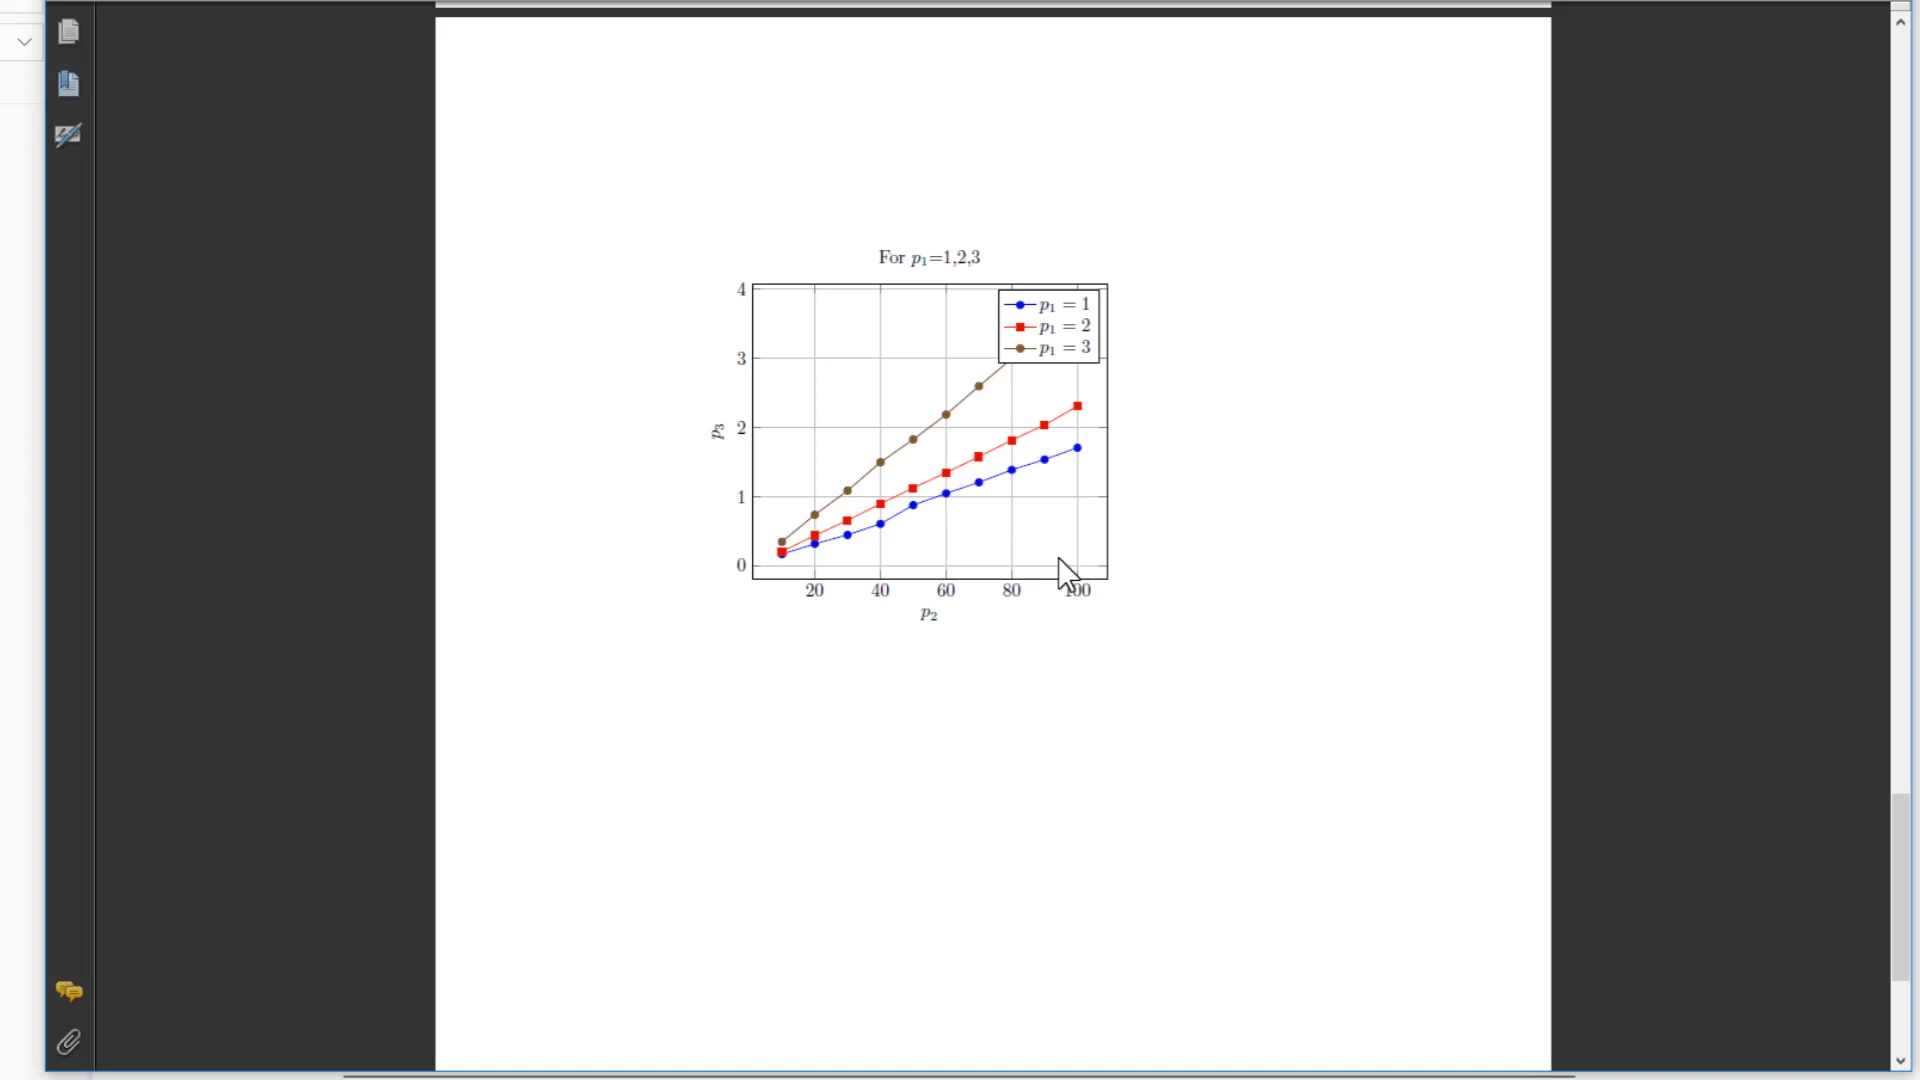 For p₁=1,2,3
4
3
2
1
0
p₃
p₁ = 1
p₁ = 2
p₁ = 3
20 40 60 80 100
p₂